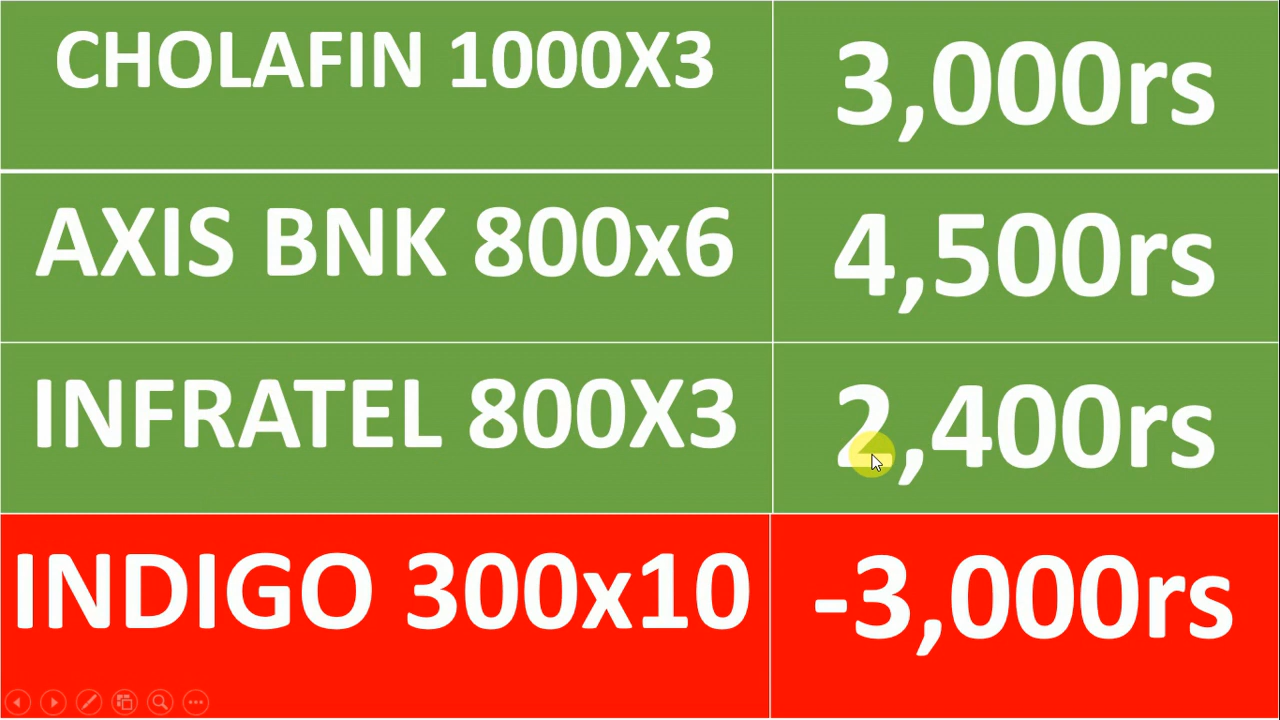 CHOLAFIN 1000X3 3,000rs
AXIS BNK 800x6 4,500rs
INFRATEL 800X3 2,400rs
INDIGO 300x10 -3,000rs